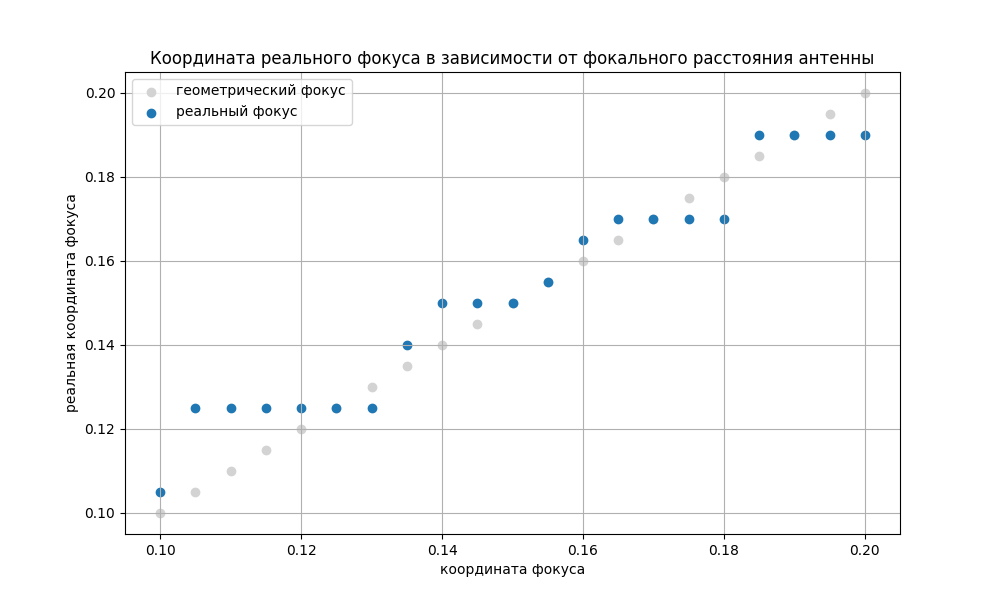 Координата реального фокуса в зависимости от фокального расстояния антенны
геометрический фокус
реальный фокус
реальная координата фокуса
0.20
0.18
0.16
0.14
0.12
0.10
0.10 0.12 0.14 0.16 0.18 0.20
координата фокуса